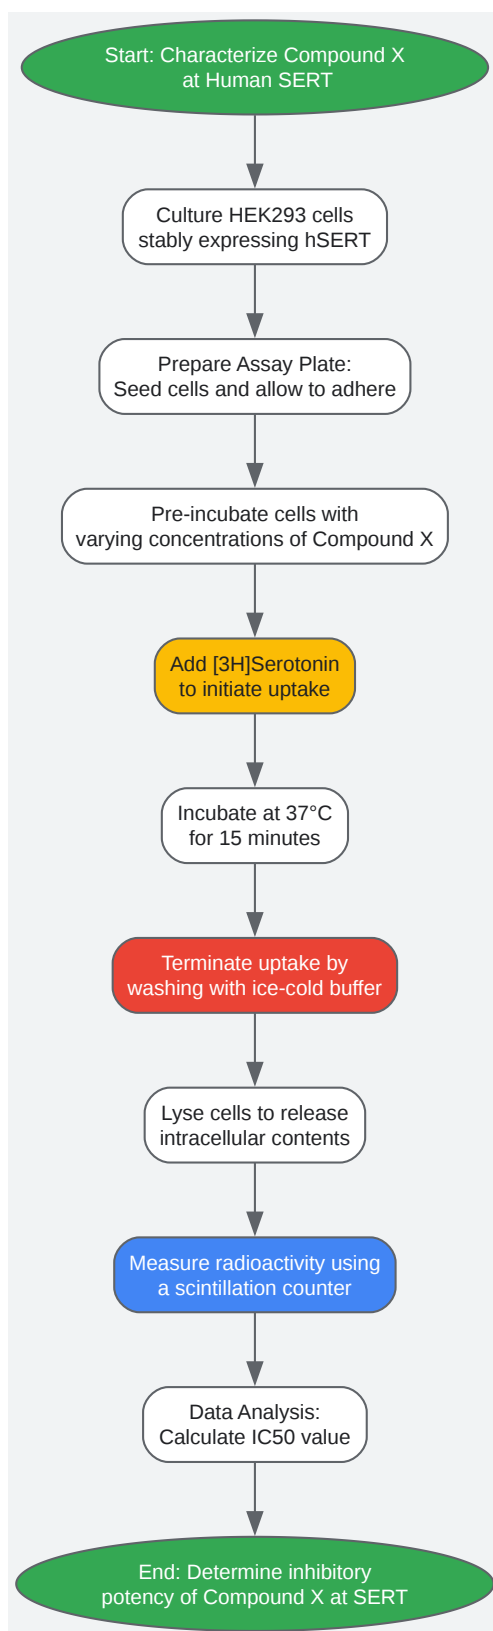 Start: Characterize Compound X
at Human SERT
Culture HEK293 cells
stably expressing hSERT
Prepare Assay Plate:
Seed cells and allow to adhere
Pre-incubate cells with
varying concentrations of Compound X
Add [3H]Serotonin
to initiate uptake
Incubate at 37°C
for 15 minutes
Terminate uptake by
washing with ice-cold buffer
Lyse cells to release
intracellular contents
Measure radioactivity using
a scintillation counter
Data Analysis:
Calculate IC50 value
End: Determine inhibitory
potency of Compound X at SERT